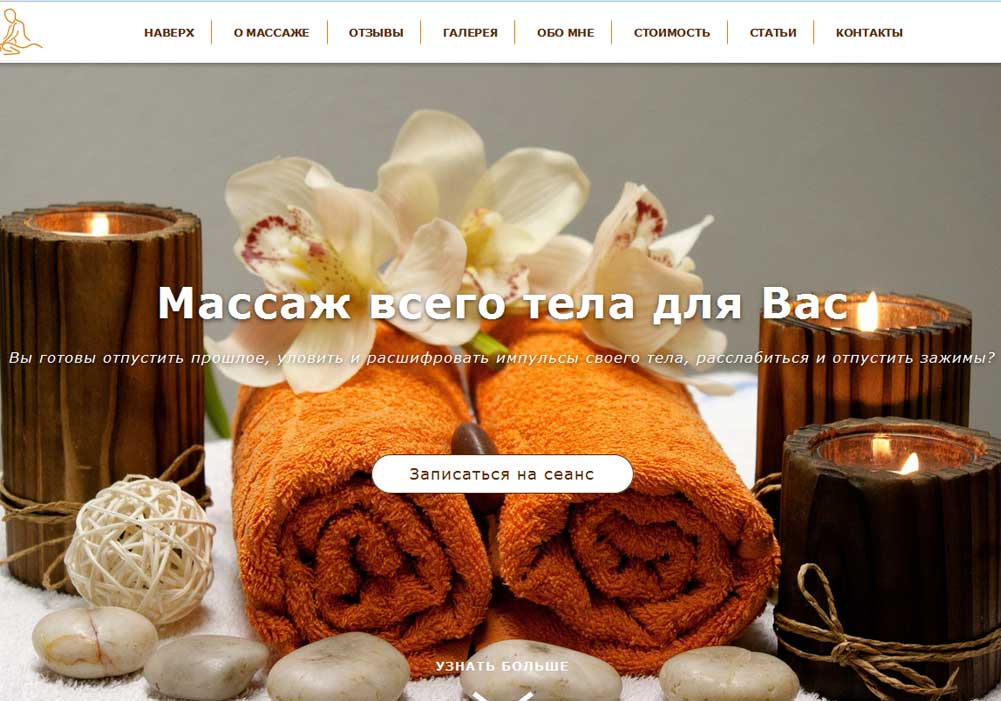 НАВЕРХ О МАССАЖЕ ОТЗЫВЫ ГАЛЕРЕЯ ОБО МНЕ СТОИМОСТЬ СТАТЬИ КОНТАКТЫ
Массаж всего тела для Вас
Вы готовы отпустить прошлое, уловить и расшифровать импульсы своего тела, расслабиться и отпустить зажимы?
Записаться на сеанс
УЗНАТЬ БОЛЬШЕ